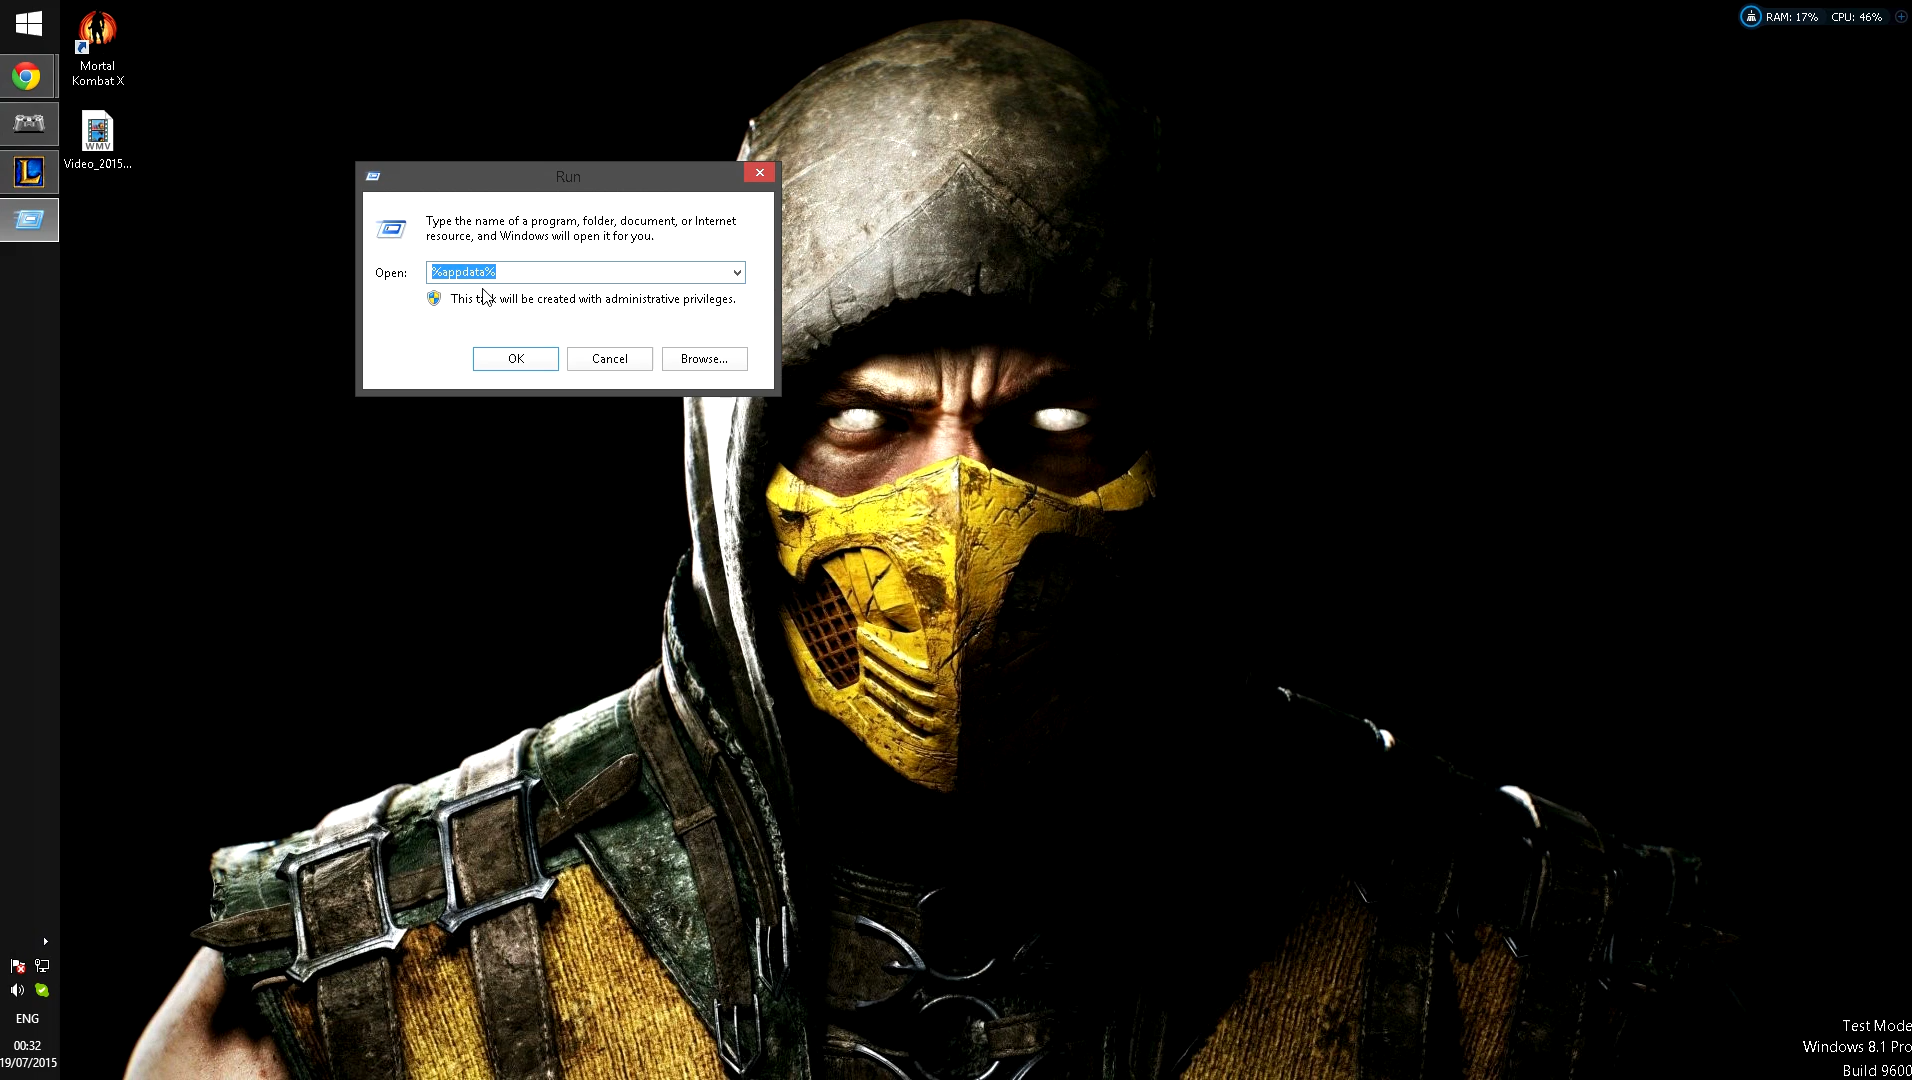 Mortal
Kombat X
WMV
Video_2015...
RAM: 17%
CPU: 46%
Run
Type the name of a program, folder, document, or Internet
resource, and Windows will open it for you.
Open:
%appdata%
This task will be created with administrative privileges.
OK
Cancel
Browse...
ENG
00:32
19/07/2015
Test Mode
Windows 8.1 Pro
Build 9600